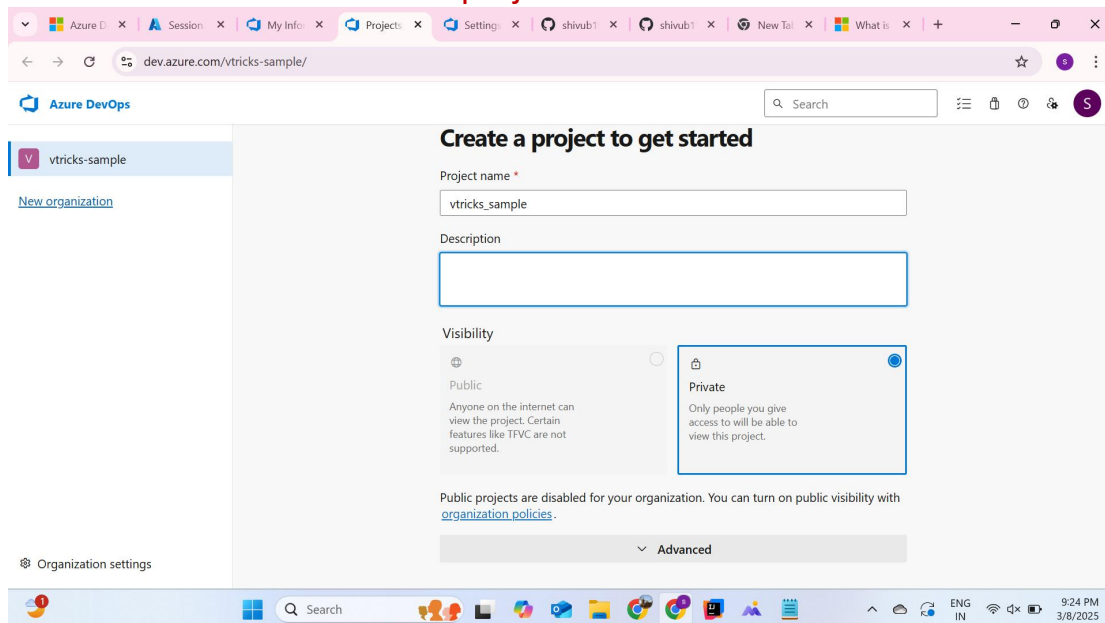 Azure D
Session
My Info
Projects
Setting
shivub1
shivub1
New Tal
What is
dev.azure.com/vtricks-sample/
s
Azure DevOps
Search
S
V
vtricks-sample
New organization
Create a project to get started
Project name *
vtricks_sample
Description
Visibility
Public
Anyone on the internet can
view the project. Certain
features like TFVC are not
supported.
Private
Only people you give
access to will be able to
view this project.
Public projects are disabled for your organization. You can turn on public visibility with
organization policies.
Advanced
Organization settings
1
Search
ENG
IN
9:24 PM
3/8/2025